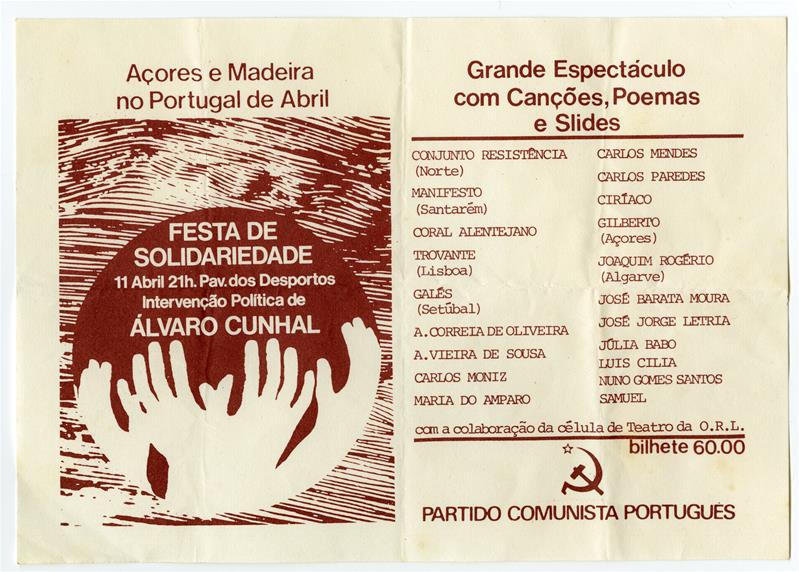 Açores e Madeira
no Portugal de Abril
FESTA DE
SOLIDARIEDADE
11 Abril 21h. Pav. dos Desportos
Intervenção Política de
ÁLVARO CUNHAL
Grande Espectáculo
com Canções, Poemas
e Slides
CONJUNTO RESISTÊNCIA
(Norte)
MANIFESTO
(Santarém)
CORAL ALENTEJANO
TROVANTE
(Lisboa)
GALÉS
(Setúbal)
A.CORREIA DE OLIVEIRA
A.VIEIRA DE SOUSA
CARLOS MONIZ
MARIA DO AMPARO
CARLOS MENDES
CARLOS PAREDES
CIRÍACO
GILBERTO
(Açores)
JOAQUIM ROGÉRIO
(Algarve)
JOSÉ BARATA MOURA
JOSÉ JORGE LETRIA
JÚLIA BABO
LUIS CILIA
NUNO GOMES SANTOS
SAMUEL
com a colaboração da célula de Teatro da O.R.L.
bilhete 60.00
PARTIDO COMUNISTA PORTUGUÊS